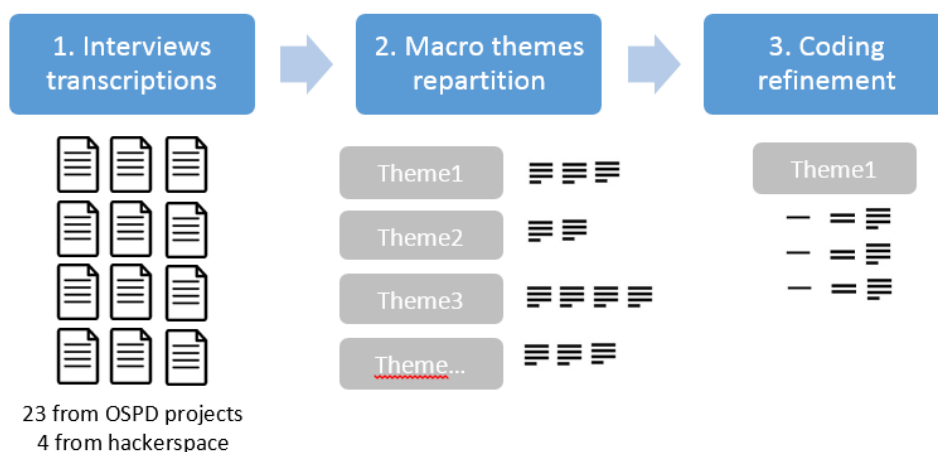 1. Interviews
transcriptions
2. Macro themes
repartition
3. Coding
refinement
Theme1
Theme2
Theme3
Theme...
23 from OSPD projects
4 from hackerspace
Theme1